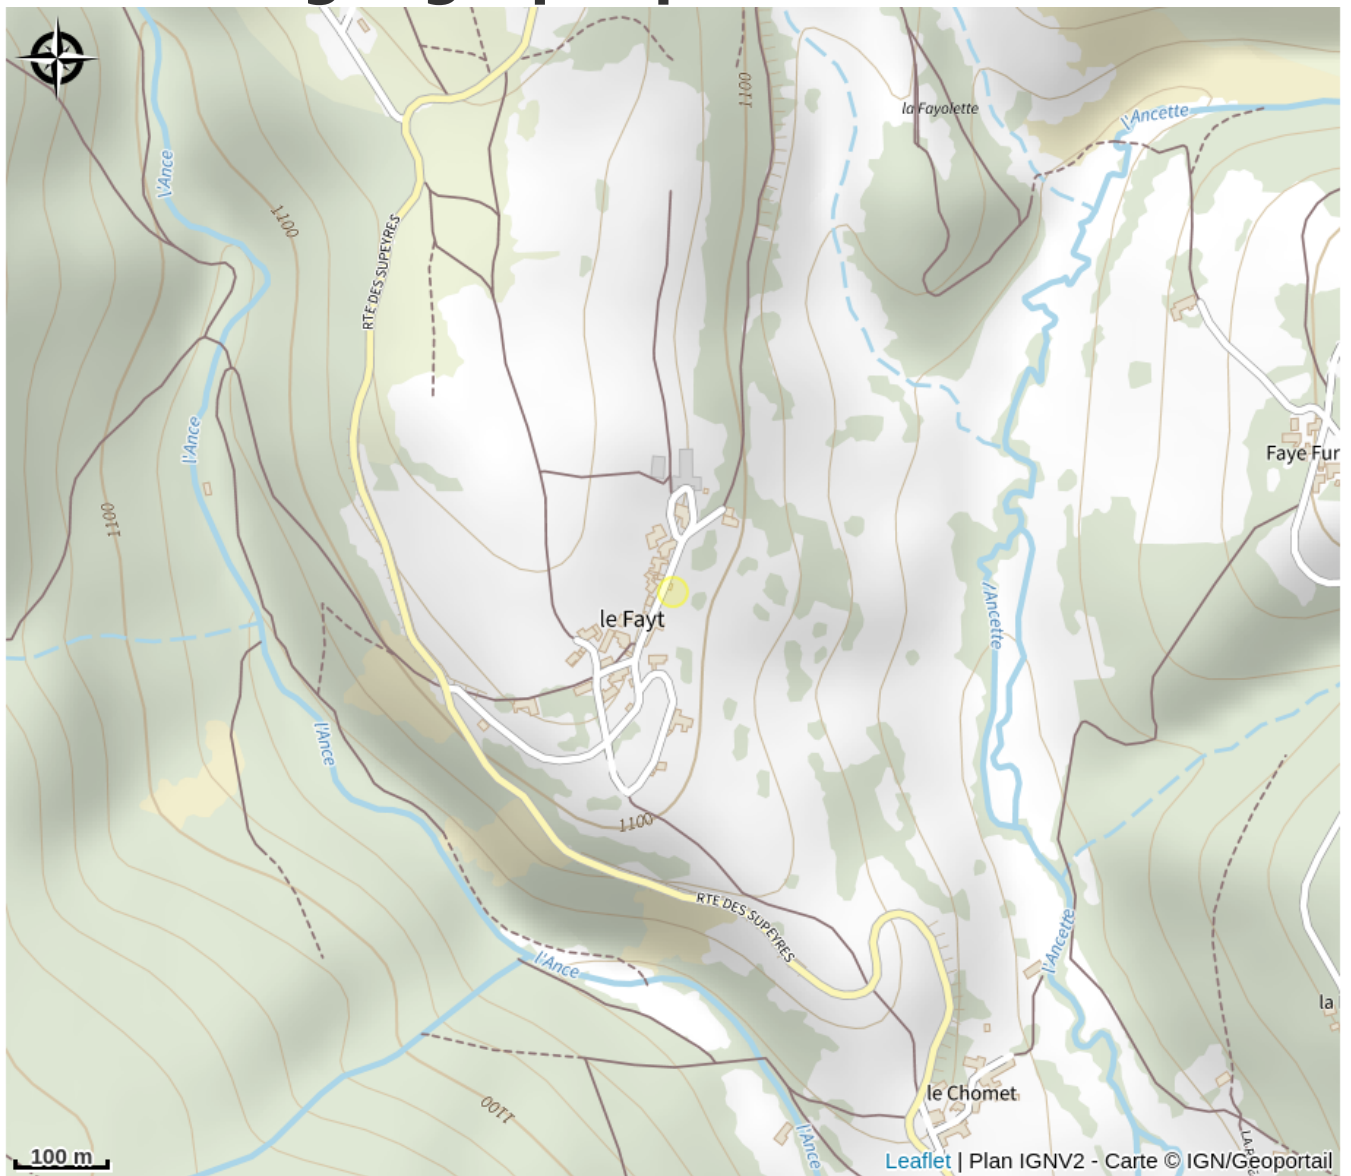 1100
la Fayolette
l'Ancette
l'Ance
1100
RTE DES SUPEYRES
l'Ance
Faye Fur
1100
l'Ancette
le Fayt
l'Ance
1100
RTE DES SUPEYRES
l'Ancette
l'Ance
la
1100
le Chomet
l'Ance
100 m
Leaflet | Plan IGNV2 - Carte © IGN/Geoportail